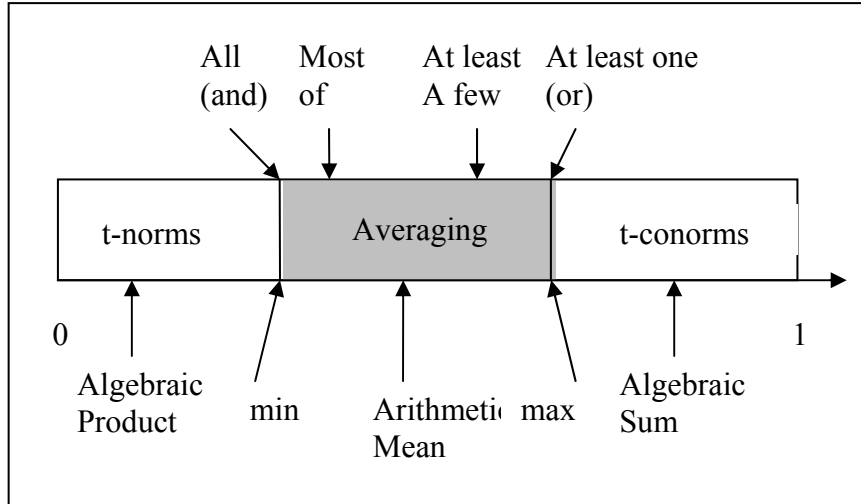 All
(and)
Most
of
At least
A few
At least one
(or)
t-norms
Averaging
t-conorms
0
1
Algebraic
Product
min
Arithmetic
Mean
max
Algebraic
Sum